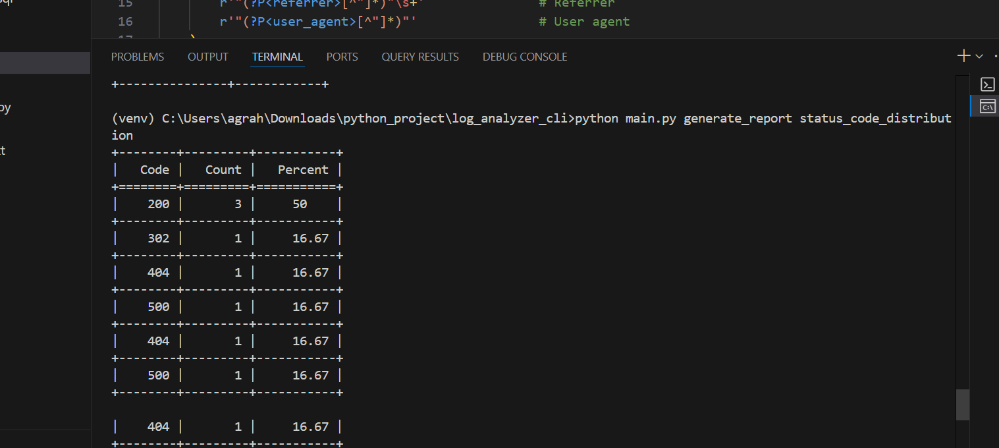 15 r'"(?P<referrer>[^"]*)"\s+' # Referrer
16 r'"(?P<user_agent>[^"]*)"' # User agent
17 )
PROBLEMS OUTPUT TERMINAL PORTS QUERY RESULTS DEBUG CONSOLE
+---------------+------------+
(venv) C:\Users\agrah\Downloads\python_project\log_analyzer_cli>python main.py generate_report status_code_distribut
ion
+--------+---------+-----------+
| Code | Count | Percent |
+========+=========+===========+
| 200 | 3 | 50 |
+--------+---------+-----------+
| 302 | 1 | 16.67 |
+--------+---------+-----------+
| 404 | 1 | 16.67 |
+--------+---------+-----------+
| 500 | 1 | 16.67 |
+--------+---------+-----------+
| 404 | 1 | 16.67 |
+--------+---------+-----------+
| 500 | 1 | 16.67 |
+--------+---------+-----------+
| 404 | 1 | 16.67 |
+--------+---------+-----------+
py